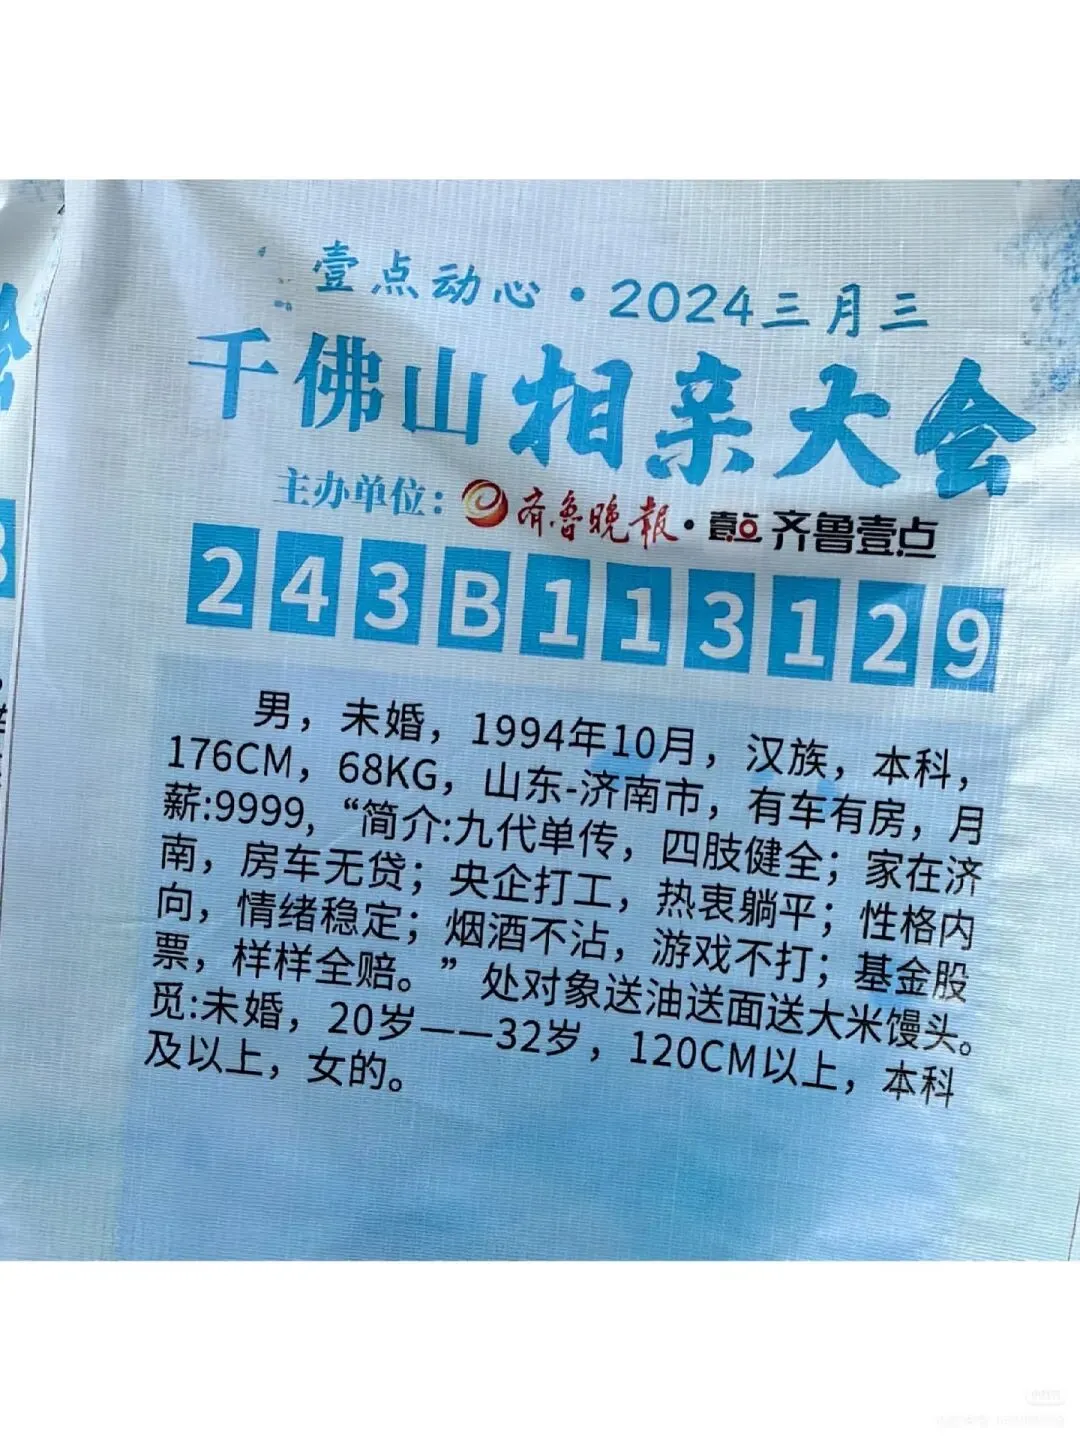 壹点动心·2024三月三
千佛山相亲大会
主办单位：齐鲁晚报·壹点 齐鲁壹点
243B113129
男，未婚，1994年10月，汉族，本科，
176CM，68KG，山东-济南市，有车有房，月
薪:9999，“简介:九代单传，四肢健全；家在济
南，房车无贷；央企打工，热衷躺平；性格内
向，情绪稳定；烟酒不沾，游戏不打；基金股
票，样样全赔。”处对象送油送面送大米馒头。
觅:未婚，20岁——32岁，120CM以上，本科
及以上，女的。